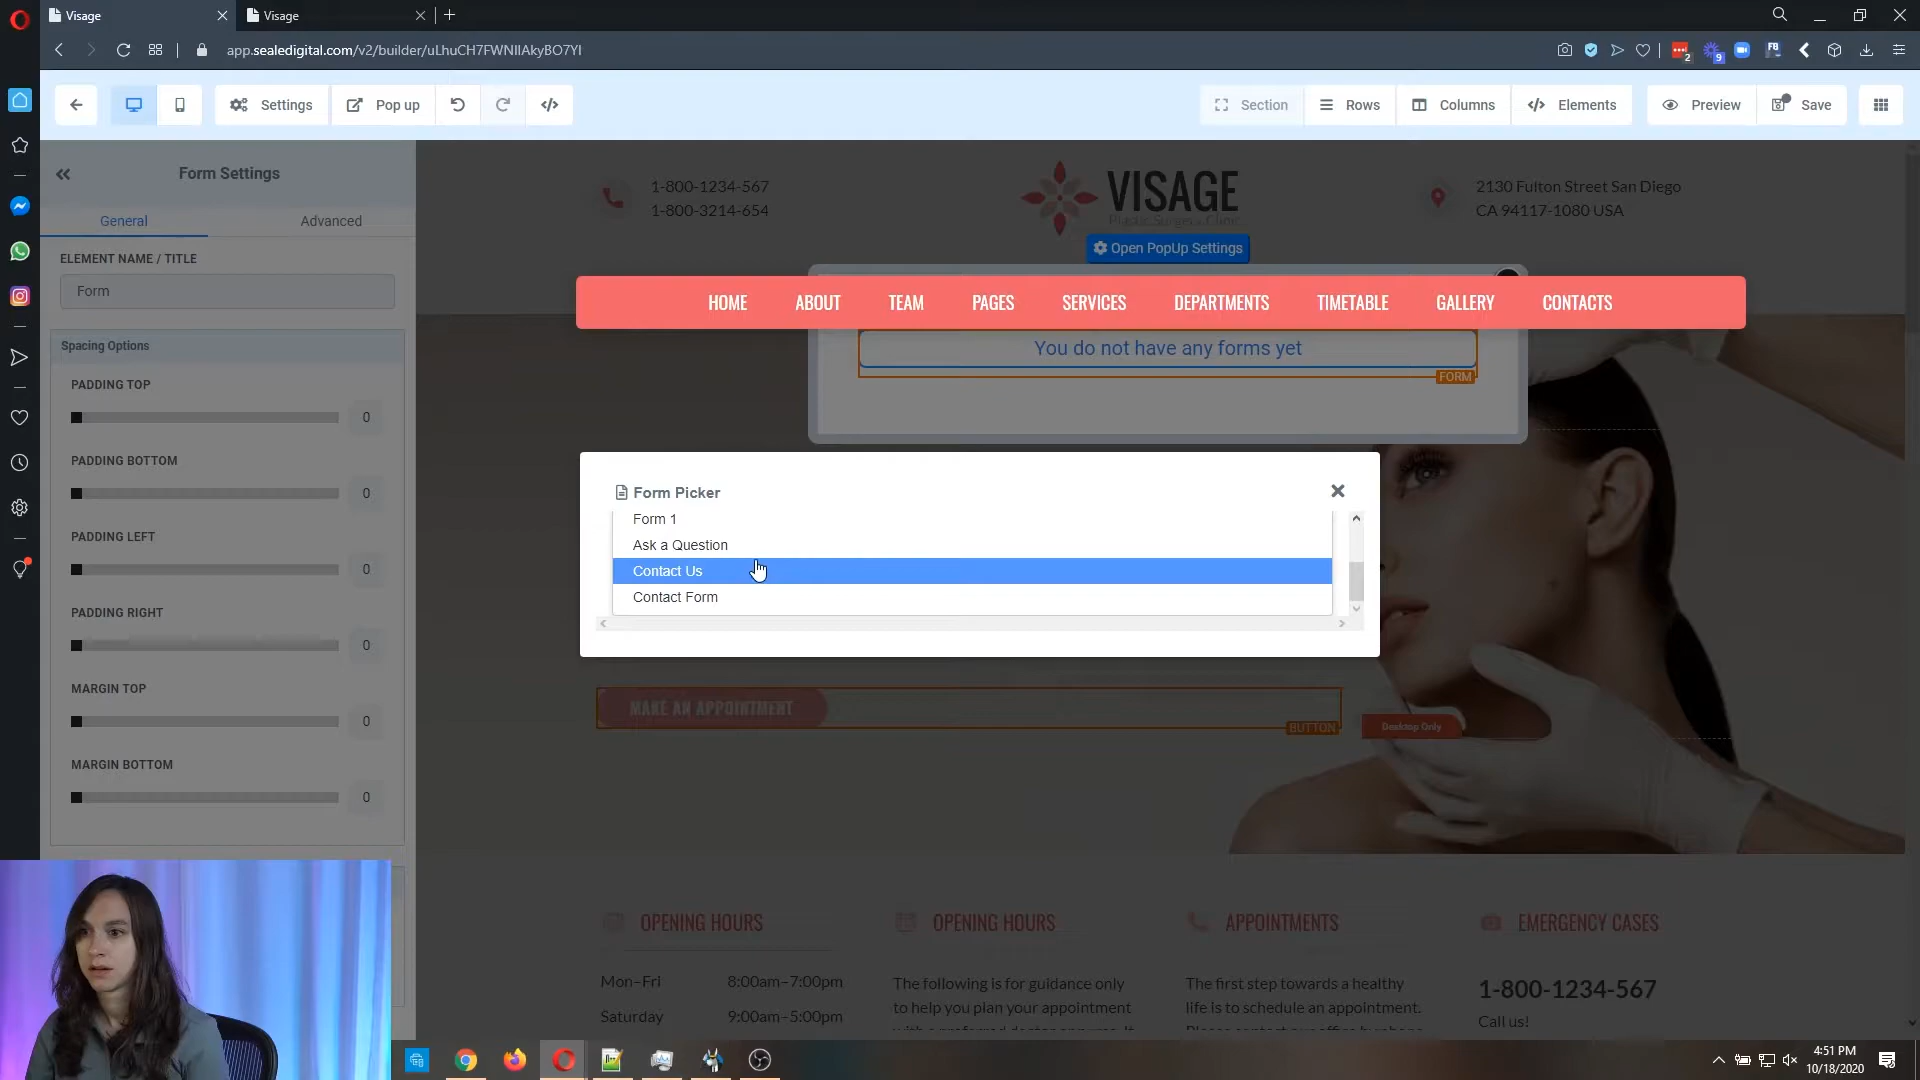 Visage
Visage
app.sealedigital.com/v2/builder/uLhuCH7FWNIIAkyBO7YI
2
9
Settings
Pop up
Section
Rows
Columns
Elements
Preview
Save
Form Settings
General
Advanced
ELEMENT NAME / TITLE
Form
Spacing Options
PADDING TOP
0
PADDING BOTTOM
0
PADDING LEFT
0
PADDING RIGHT
0
MARGIN TOP
0
MARGIN BOTTOM
0
1-800-1234-567
1-800-3214-654
VISAGE
Plastic Surgery Clinic
2130 Fulton Street San Diego
CA 94117-1080 USA
Open PopUp Settings
HOME ABOUT TEAM PAGES SERVICES DEPARTMENTS TIMETABLE GALLERY CONTACTS
You do not have any forms yet
FORM
Form Picker
Form 1
Ask a Question
Contact Us
Contact Form
MAKE AN APPOINTMENT
BUTTON
Desktop Only
OPENING HOURS
Mon–Fri 8:00am–7:00pm
Saturday 9:00am–5:00pm
OPENING HOURS
The following is for guidance only
to help you plan your appointment
APPOINTMENTS
The first step towards a healthy
life is to schedule an appointment.
EMERGENCY CASES
1-800-1234-567
Call us!
4:51 PM
10/18/2020